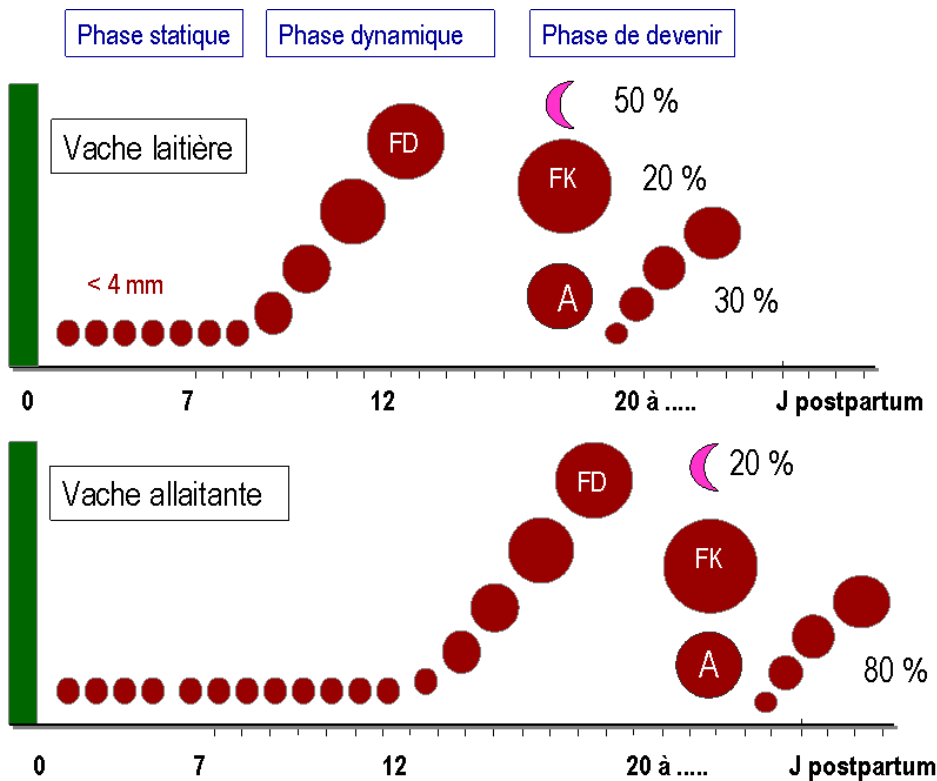 Phase statique
Phase dynamique
Phase de devenir
50 %
Vache laitière
FD
FK
20 %
< 4 mm
A
30 %
0 7 12 20 à ..... J postpartum
Vache allaitante
FD
20 %
FK
A
80 %
0 7 12 20 à ..... J postpartum